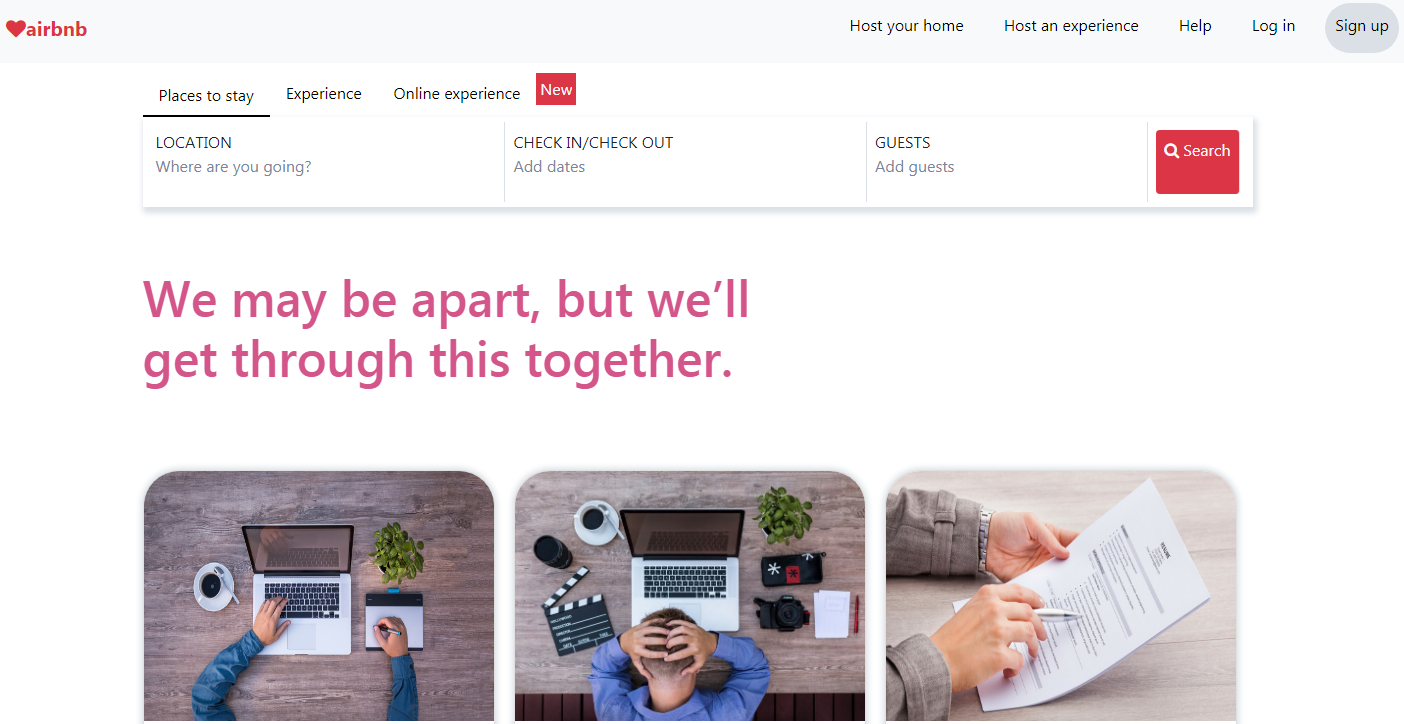 airbnb
Host your home
Host an experience
Help
Log in
Sign up
Places to stay
Experience
Online experience
New
LOCATION
Where are you going?
CHECK IN/CHECK OUT
Add dates
GUESTS
Add guests
Search
We may be apart, but we’ll
get through this together.